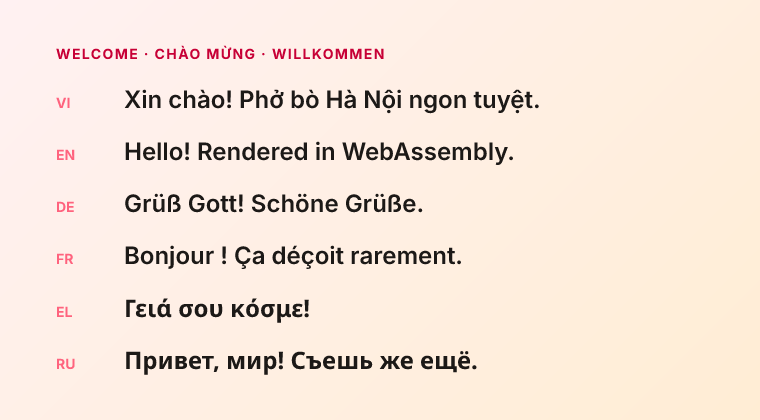 WELCOME · CHÀO MỪNG · WILLKOMMEN
VI Xin chào! Phở bò Hà Nội ngon tuyệt.
EN Hello! Rendered in WebAssembly.
DE Grüß Gott! Schöne Grüße.
FR Bonjour ! Ça déçoit rarement.
EL Γειά σου κόσμε!
RU Привет, мир! Съешь же ещё.